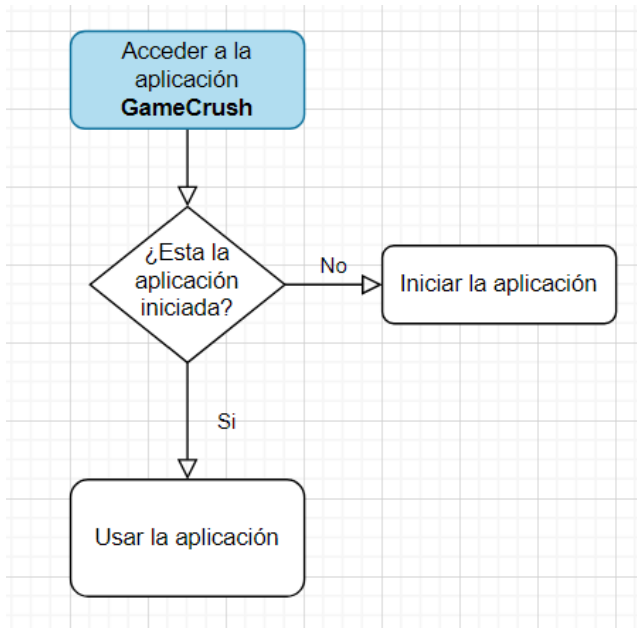 Acceder a la
aplicación
GameCrush
¿Esta la
aplicación
iniciada?
No
Iniciar la aplicación
Si
Usar la aplicación